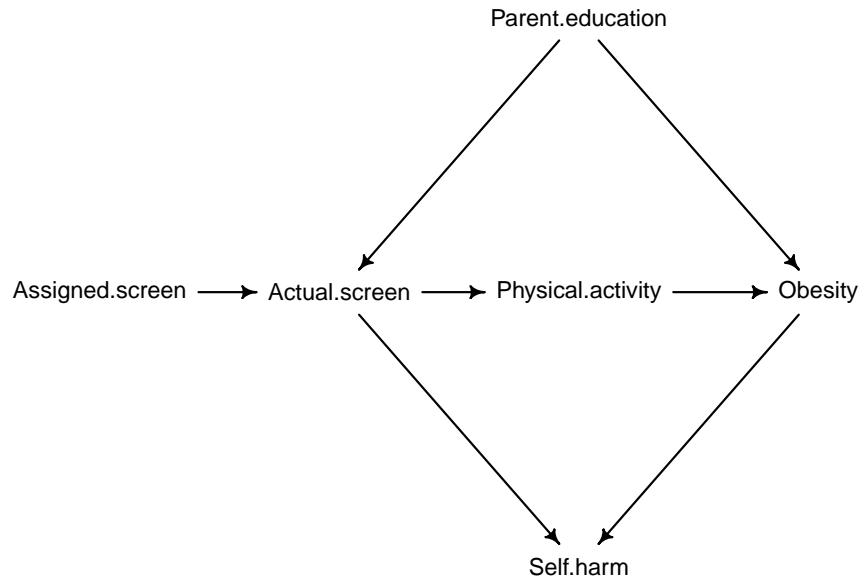 Parent.education
Assigned.screen
Actual.screen
Physical.activity
Obesity
Self.harm